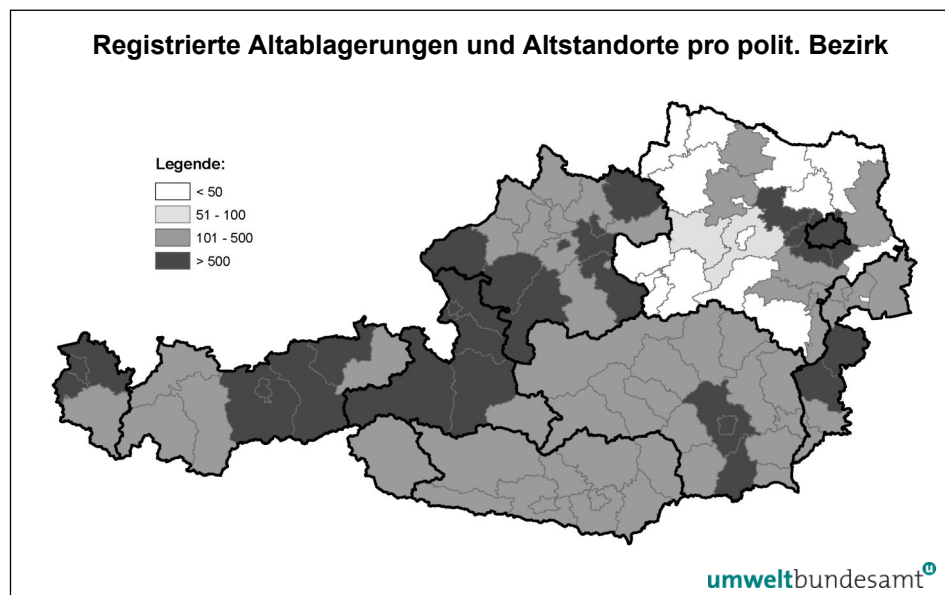 Registrierte Altablagerungen und Altstandorte pro polit. Bezirk
Legende:
< 50
51 - 100
101 - 500
> 500
umweltbundesamt u